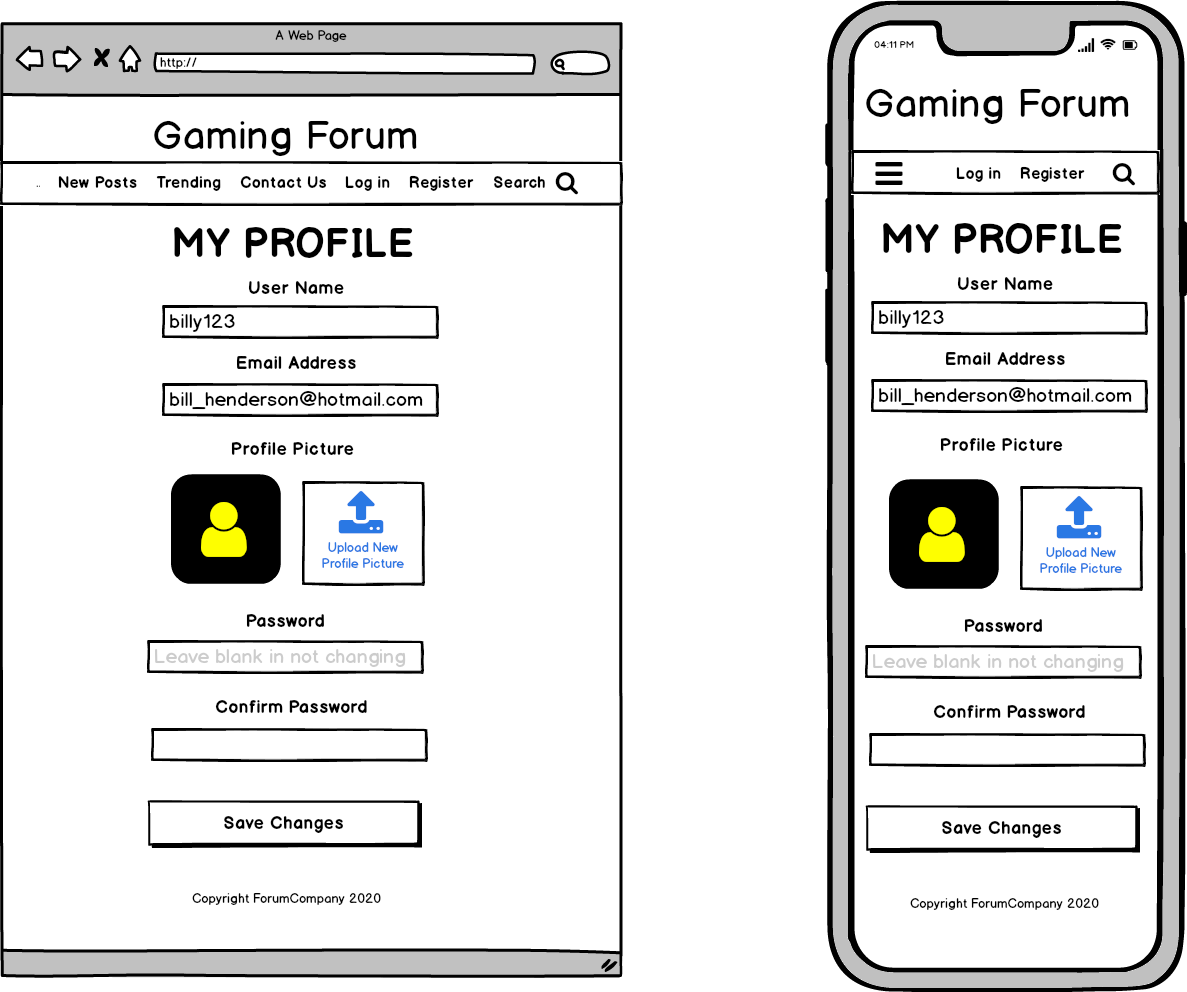 A Web Page
http://
Gaming Forum
.. New Posts Trending Contact Us Log in Register Search
MY PROFILE
User Name
billy123
Email Address
bill_henderson@hotmail.com
Profile Picture
Upload New
Profile Picture
Password
Leave blank in not changing
Confirm Password
Save Changes
Copyright ForumCompany 2020
04:11 PM
Gaming Forum
Log in Register
MY PROFILE
User Name
billy123
Email Address
bill_henderson@hotmail.com
Profile Picture
Upload New
Profile Picture
Password
Leave blank in not changing
Confirm Password
Save Changes
Copyright ForumCompany 2020